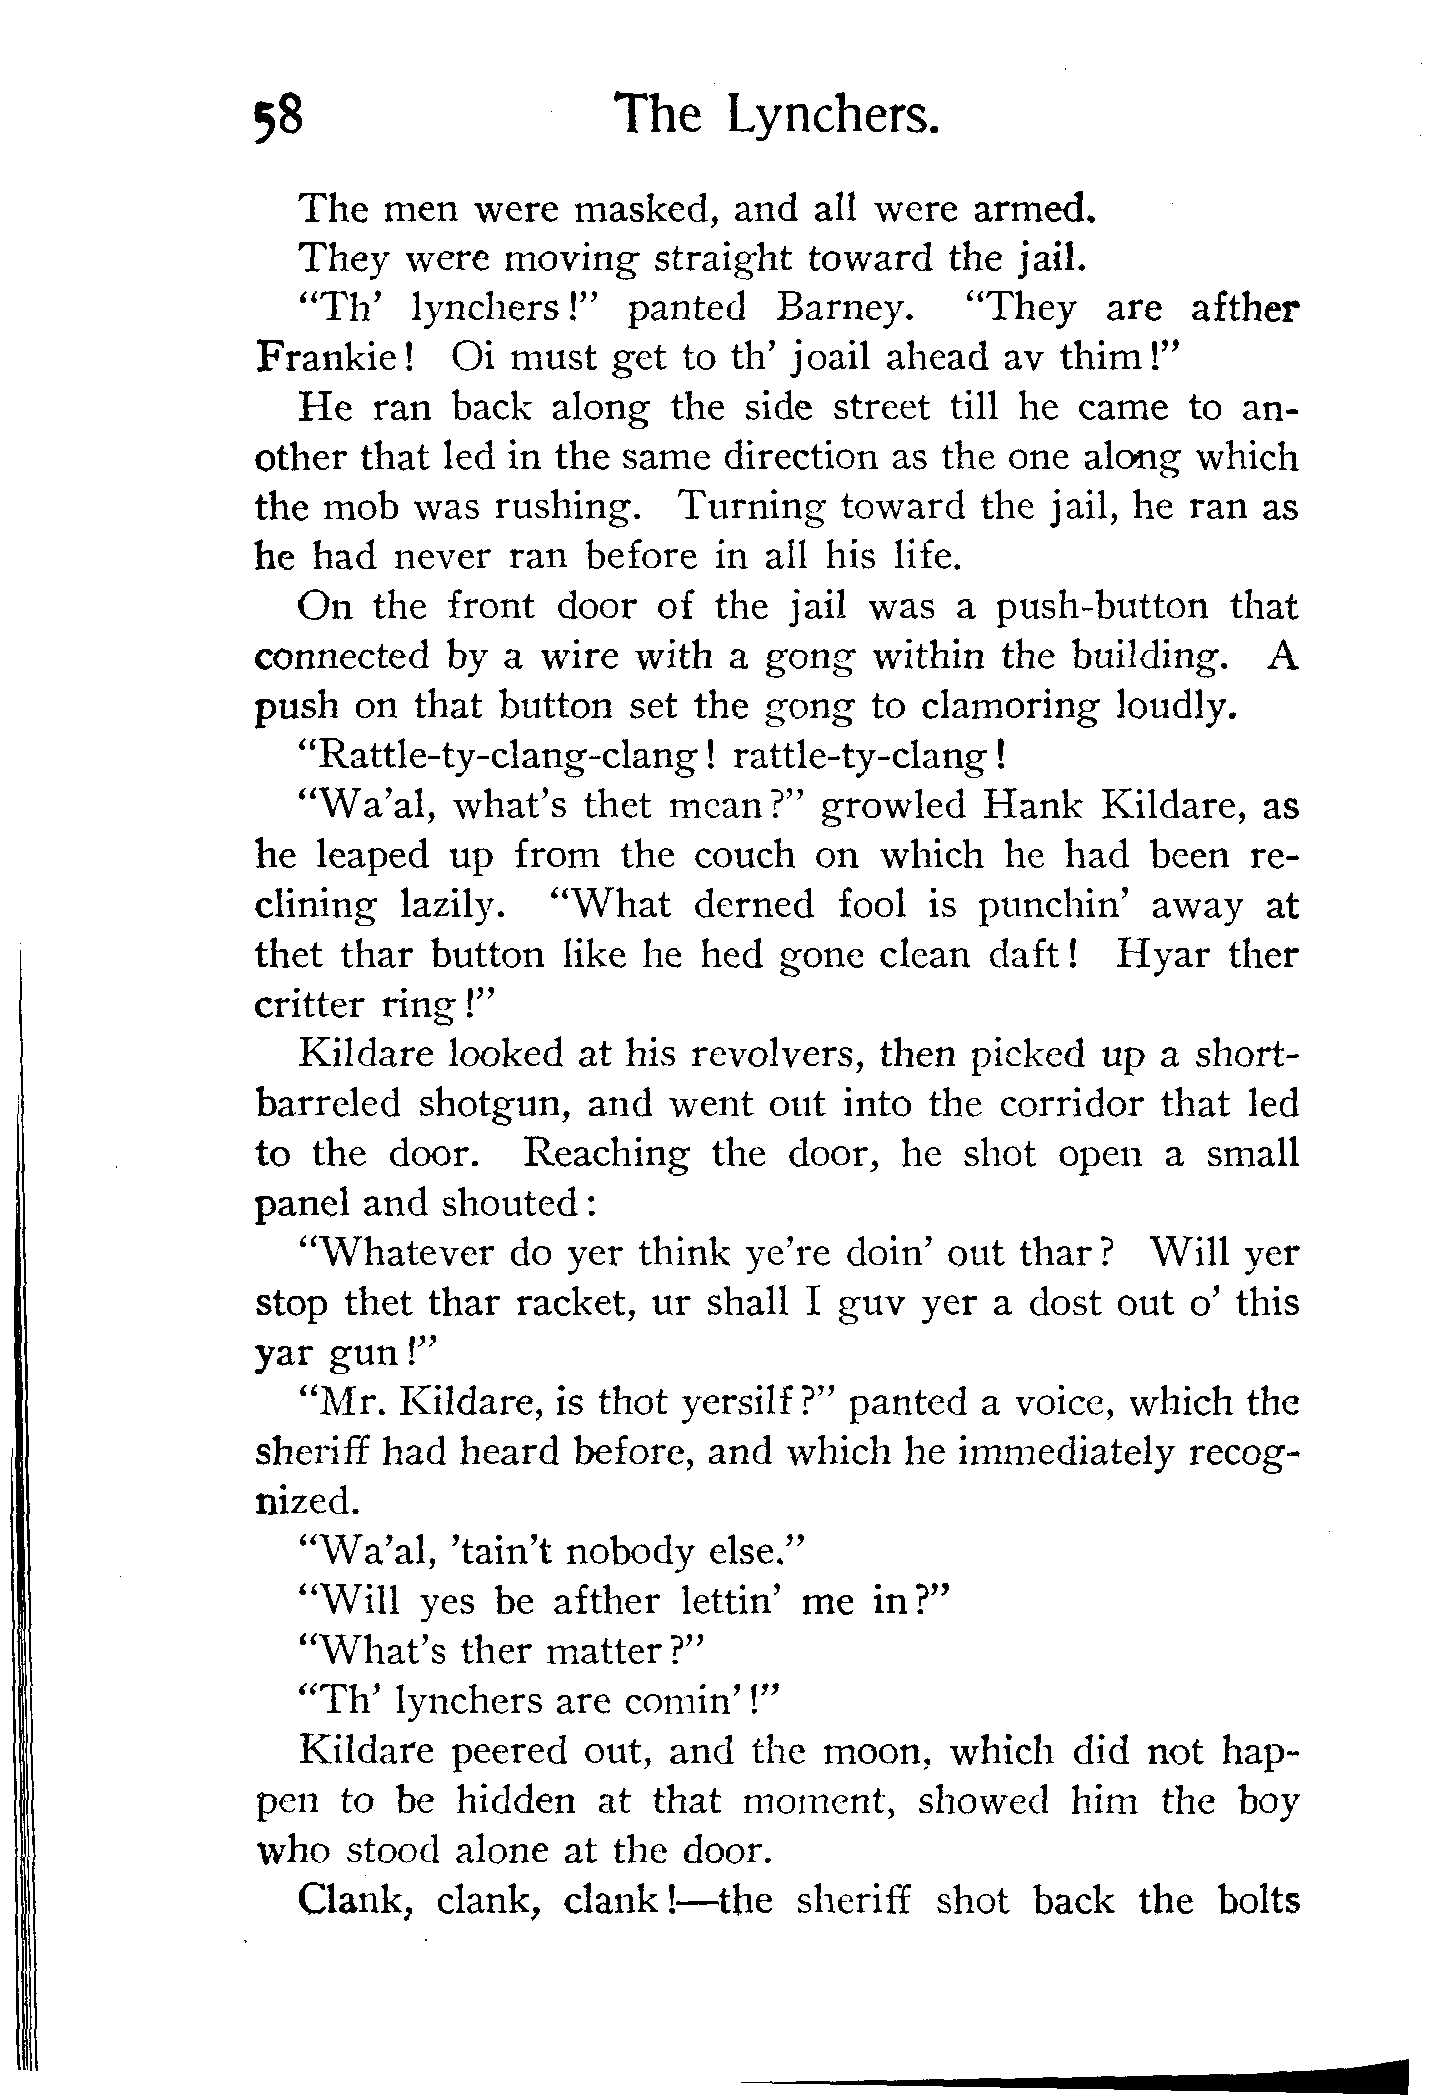 58 The Lynchers.
The men were masked, and all were armed.
They were moving straight toward the jail.
“Th’ lynchers!” panted Barney. “They are afther
Frankie! Oi must get to th’ joail ahead av thim!”
He ran back along the side street till he came to an-
other that led in the same direction as the one along which
the mob was rushing. Turning toward the jail, he ran as
he had never ran before in all his life.
On the front door of the jail was a push-button that
connected by a wire with a gong within the building. A
push on that button set the gong to clamoring loudly.
“Rattle-ty-clang-clang! rattle-ty-clang!
“Wa’al, what’s thet mean?” growled Hank Kildare, as
he leaped up from the couch on which he had been re-
clining lazily. “What derned fool is punchin’ away at
thet thar button like he hed gone clean daft! Hyar ther
critter ring!”
Kildare looked at his revolvers, then picked up a short-
barreled shotgun, and went out into the corridor that led
to the door. Reaching the door, he shot open a small
panel and shouted:
“Whatever do yer think ye’re doin’ out thar? Will yer
stop thet thar racket, ur shall I guv yer a dost out o’ this
yar gun!”
“Mr. Kildare, is thot yersilf?” panted a voice, which the
sheriff had heard before, and which he immediately recog-
nized.
“Wa’al, ’tain’t nobody else.”
“Will yes be afther lettin’ me in?”
“What’s ther matter?”
“Th’ lynchers are comin’!”
Kildare peered out, and the moon, which did not hap-
pen to be hidden at that moment, showed him the boy
who stood alone at the door.
Clank, clank, clank!—the sheriff shot back the bolts